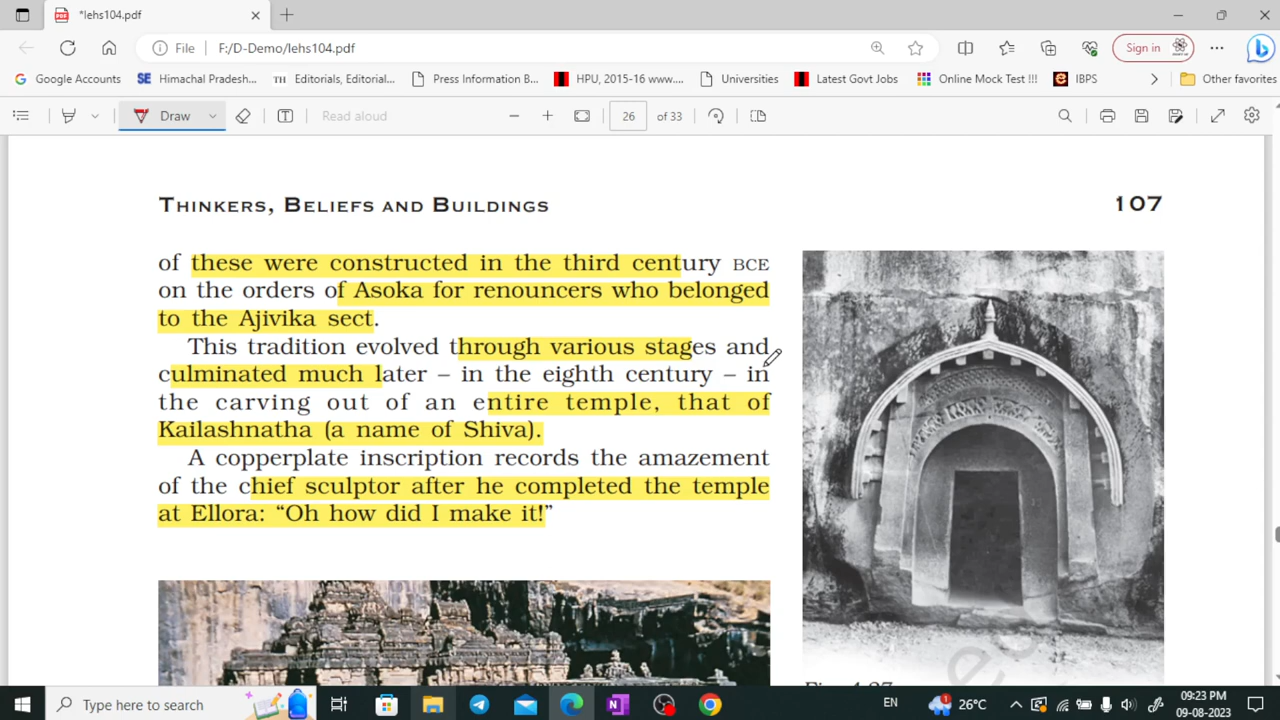 *lehs104.pdf
File F:/D-Demo/lehs104.pdf Sign in
Google Accounts SE Himachal Pradesh... TH Editorials, Editorial... Press Information B... HPU, 2015-16 www.... Universities Latest Govt Jobs Online Mock Test !!! IBPS Other favorites
Draw Read aloud 26 of 33
THINKERS, BELIEFS AND BUILDINGS 107
of these were constructed in the third century BCE
on the orders of Asoka for renouncers who belonged
to the Ajivika sect.
This tradition evolved through various stages and
culminated much later – in the eighth century – in
the carving out of an entire temple, that of
Kailashnatha (a name of Shiva).
A copperplate inscription records the amazement
of the chief sculptor after he completed the temple
at Ellora: “Oh how did I make it!”
Type here to search EN 26°C 09:23 PM
09-08-2023